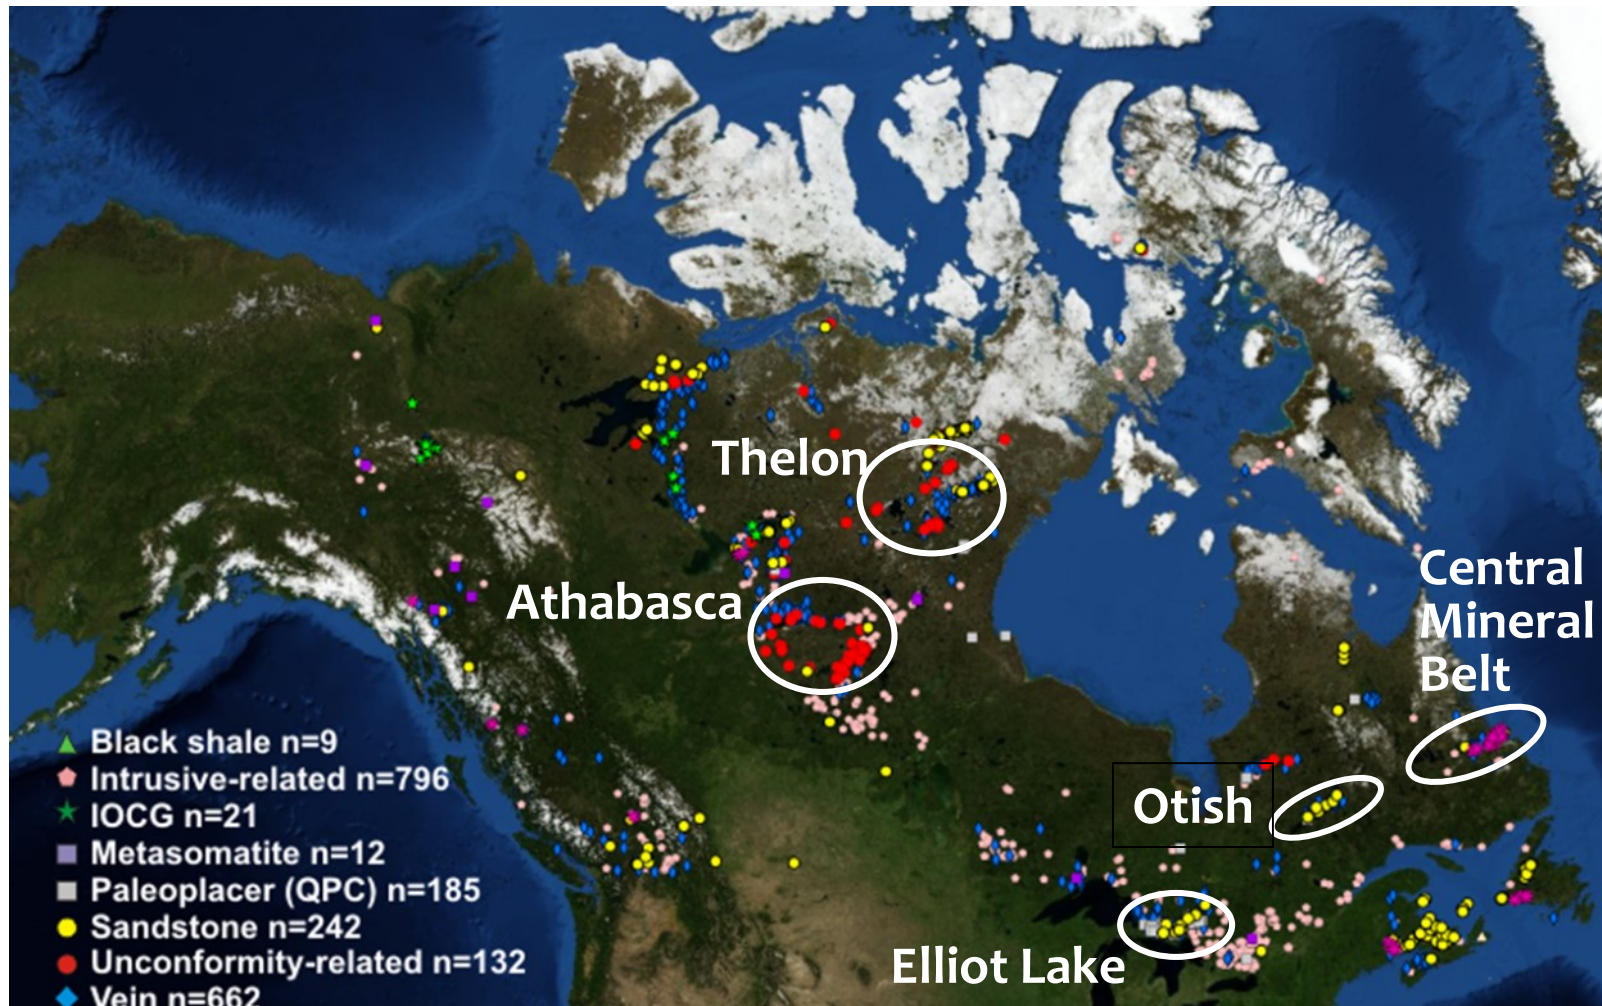 Thelon
Athabasca
Central
Mineral
Belt
Otish
Elliot Lake
Black shale n=9
Intrusive-related n=796
IOCG n=21
Metasomatite n=12
Paleoplacer (QPC) n=185
Sandstone n=242
Unconformity-related n=132
Vein n=662